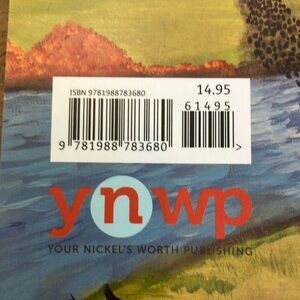 ISBN 9781988783680
14.95
61495
9 781988 783680 >
ynwp
YOUR NICKEL'S WORTH PUBLISHING